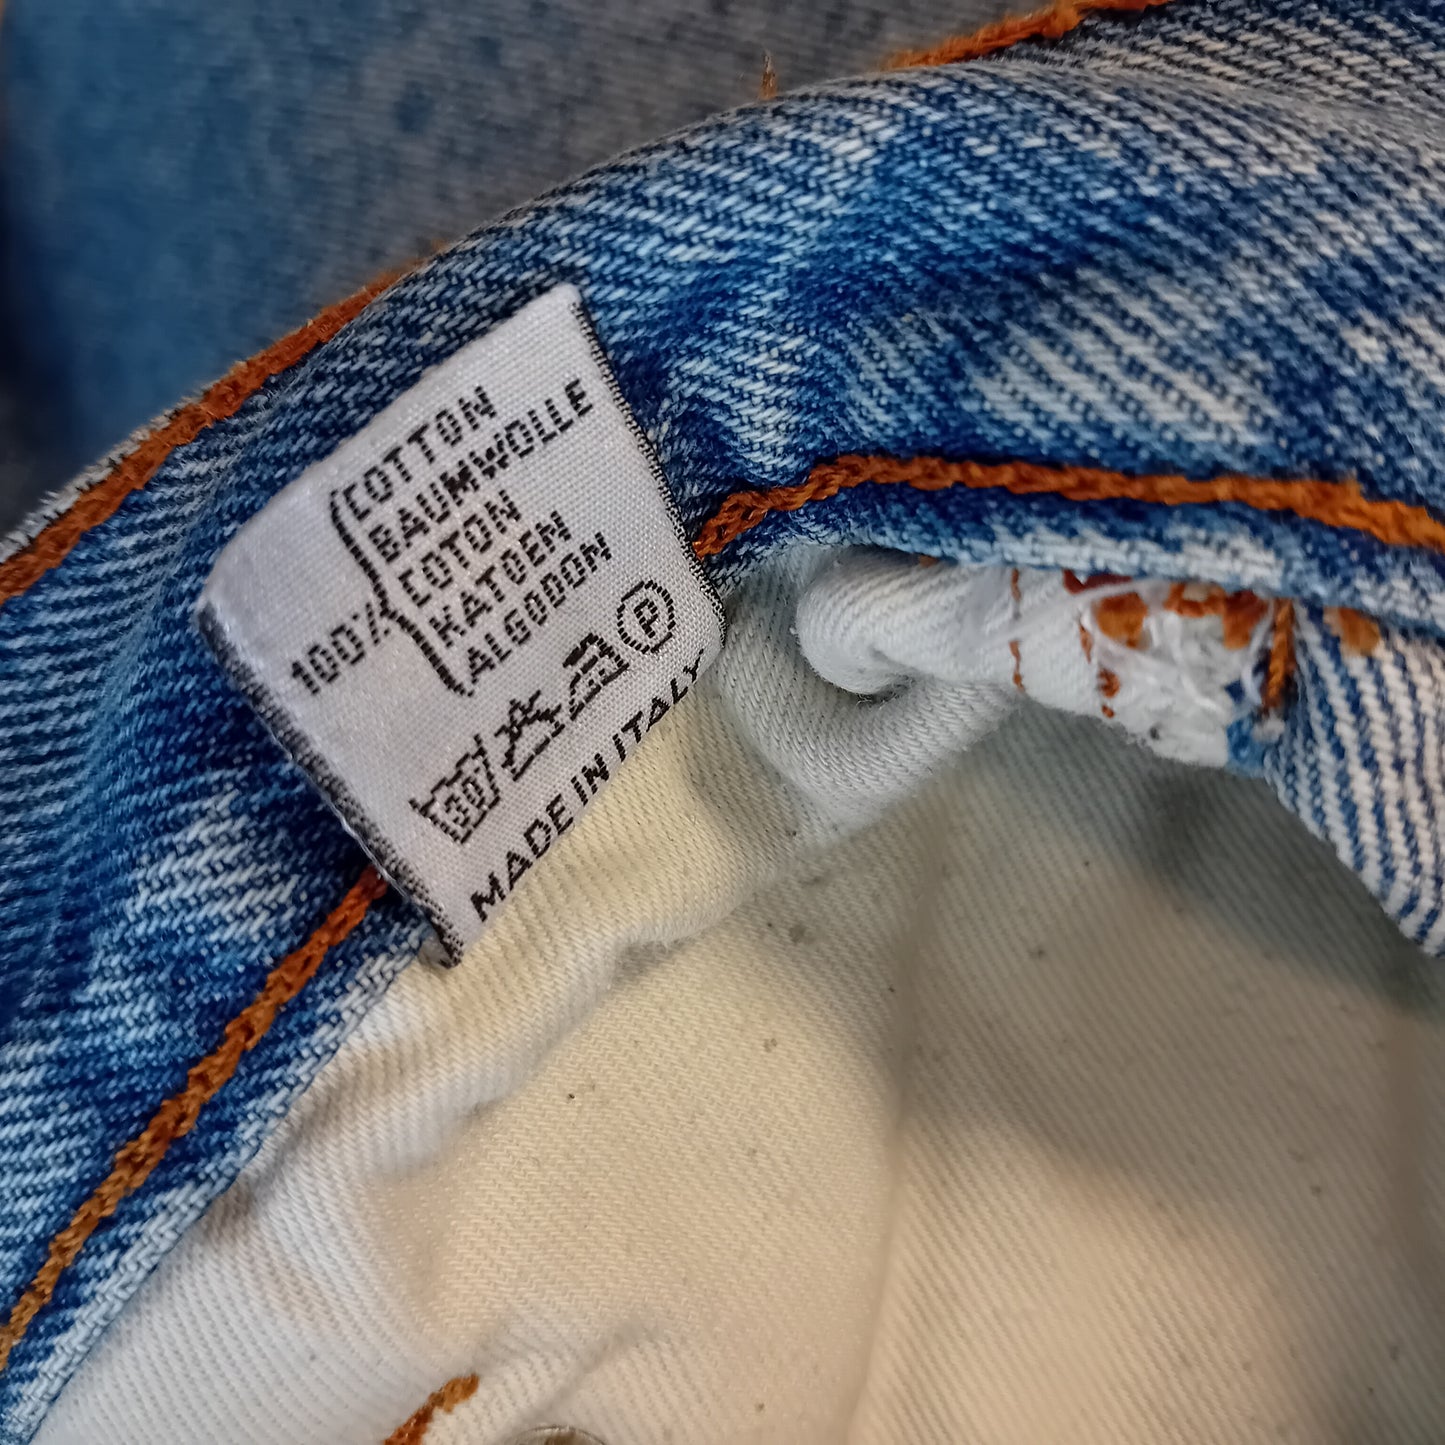 100% COTTON
BAUMWOLLE
COTON
KATOEN
ALGODON
30 P
MADE IN ITALY